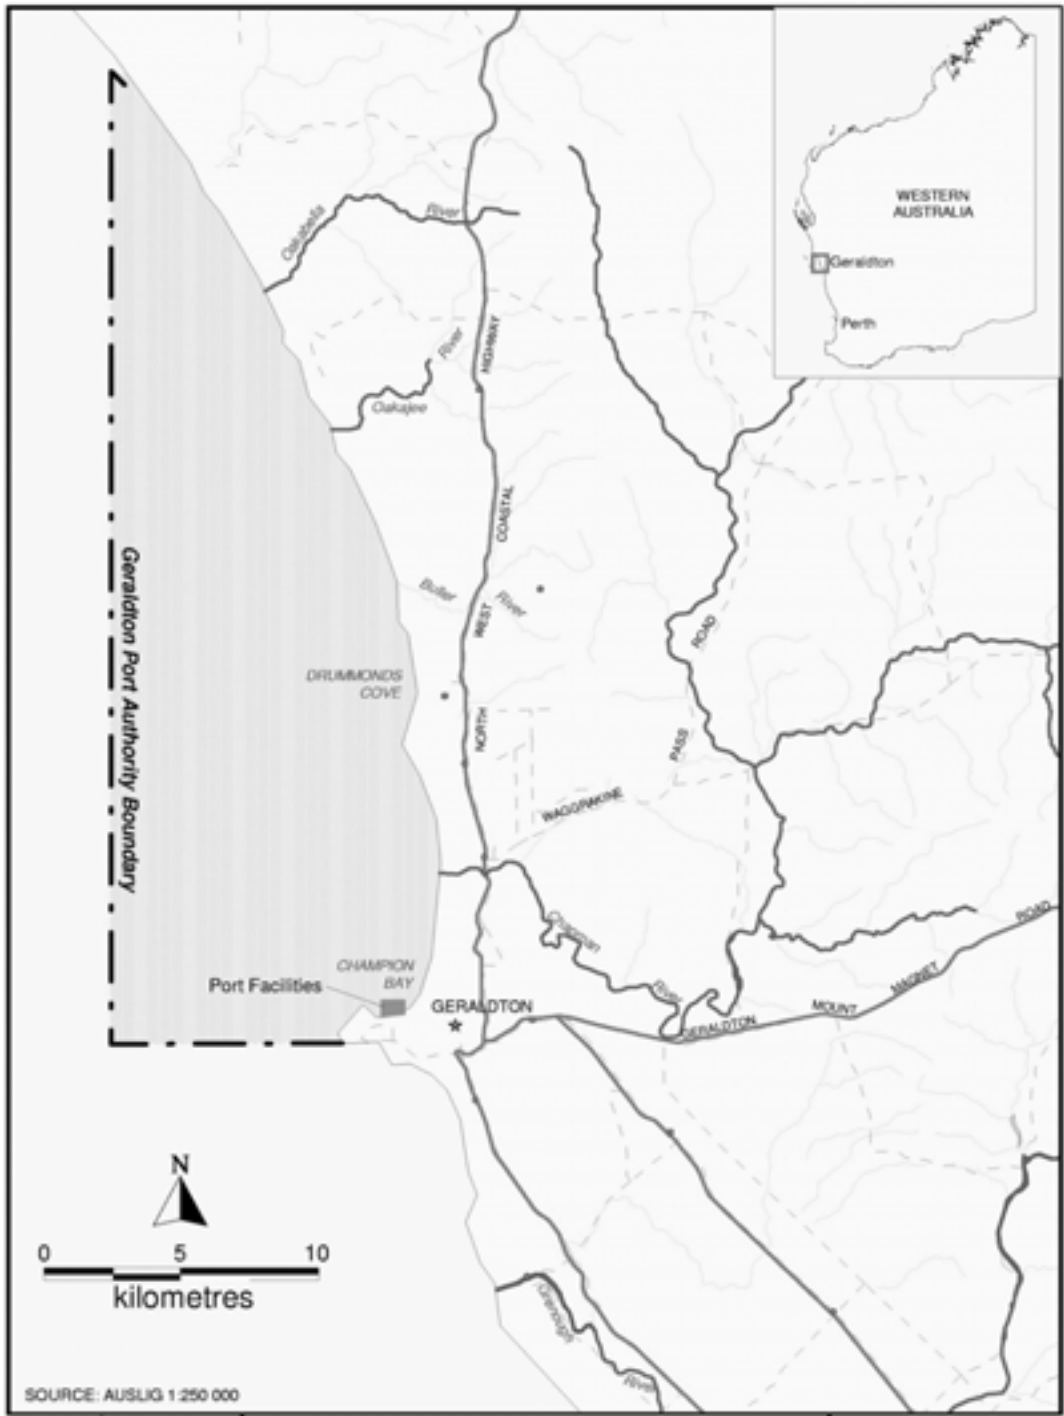 WESTERN
AUSTRALIA
Geraldton
Perth
Oakabella
River
HIGHWAY
River
Oakajee
COASTAL
Geraldton Port Authority Boundary
Buller
River
WEST
ROAD
DRUMMONDS
COVE
NORTH
PASS
WAGGRAKINE
Chapman
River
ROAD
MAGNET
MOUNT
GERALDTON
CHAMPION
BAY
Port Facilities
GERALDTON
N
0 5 10
kilometres
Grenough
River
SOURCE: AUSLIG 1:250 000